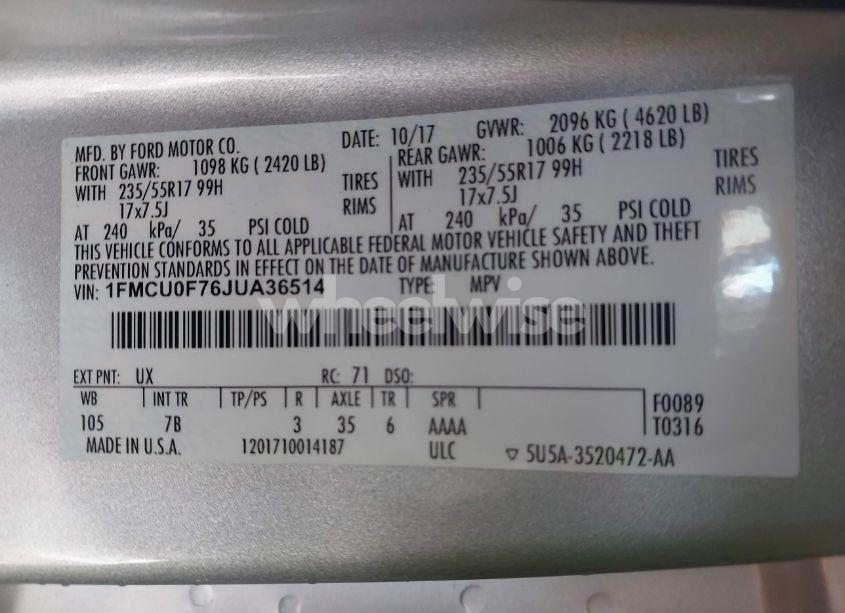 MFD. BY FORD MOTOR CO. DATE: 10/17 GVWR: 2096 KG ( 4620 LB)
FRONT GAWR: 1098 KG ( 2420 LB) REAR GAWR: 1006 KG ( 2218 LB)
WITH 235/55R17 99H TIRES WITH 235/55R17 99H TIRES
17x7.5J RIMS 17x7.5J RIMS
AT 240 kPa/ 35 PSI COLD AT 240 kPa/ 35 PSI COLD
THIS VEHICLE CONFORMS TO ALL APPLICABLE FEDERAL MOTOR VEHICLE SAFETY AND THEFT
PREVENTION STANDARDS IN EFFECT ON THE DATE OF MANUFACTURE SHOWN ABOVE.
VIN: 1FMCU0F76JUA36514 TYPE: MPV
wheelwise
EXT PNT: UX RC: 71 DSO:
WB INT TR TP/PS R AXLE TR SPR F0089
105 7B 3 35 6 AAAA T0316
MADE IN U.S.A. 1201710014187 ULC ▽ 5U5A-3520472-AA